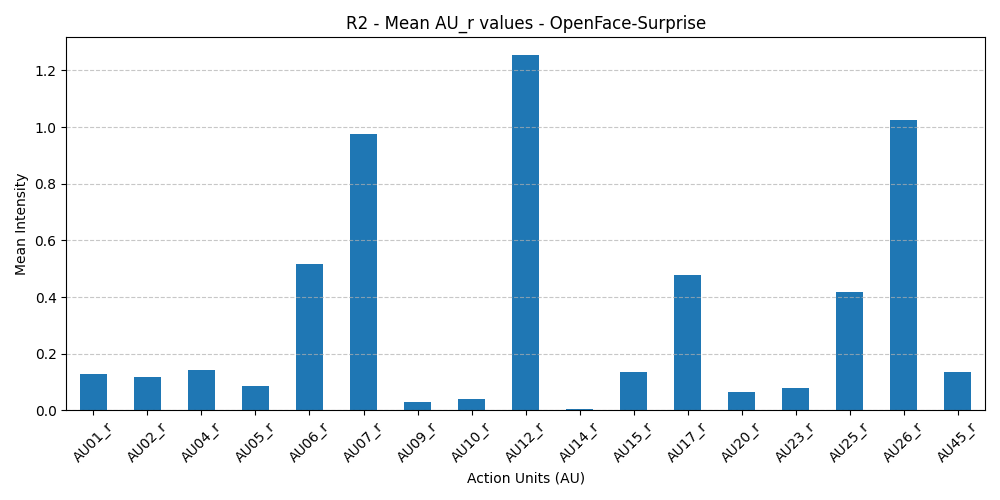 R2 - Mean AU_r values - OpenFace-Surprise
Mean Intensity
1.2
1.0
0.8
0.6
0.4
0.2
0.0
AU01_r
AU02_r
AU04_r
AU05_r
AU06_r
AU07_r
AU09_r
AU10_r
AU12_r
AU14_r
AU15_r
AU17_r
AU20_r
AU23_r
AU25_r
AU26_r
AU45_r
Action Units (AU)